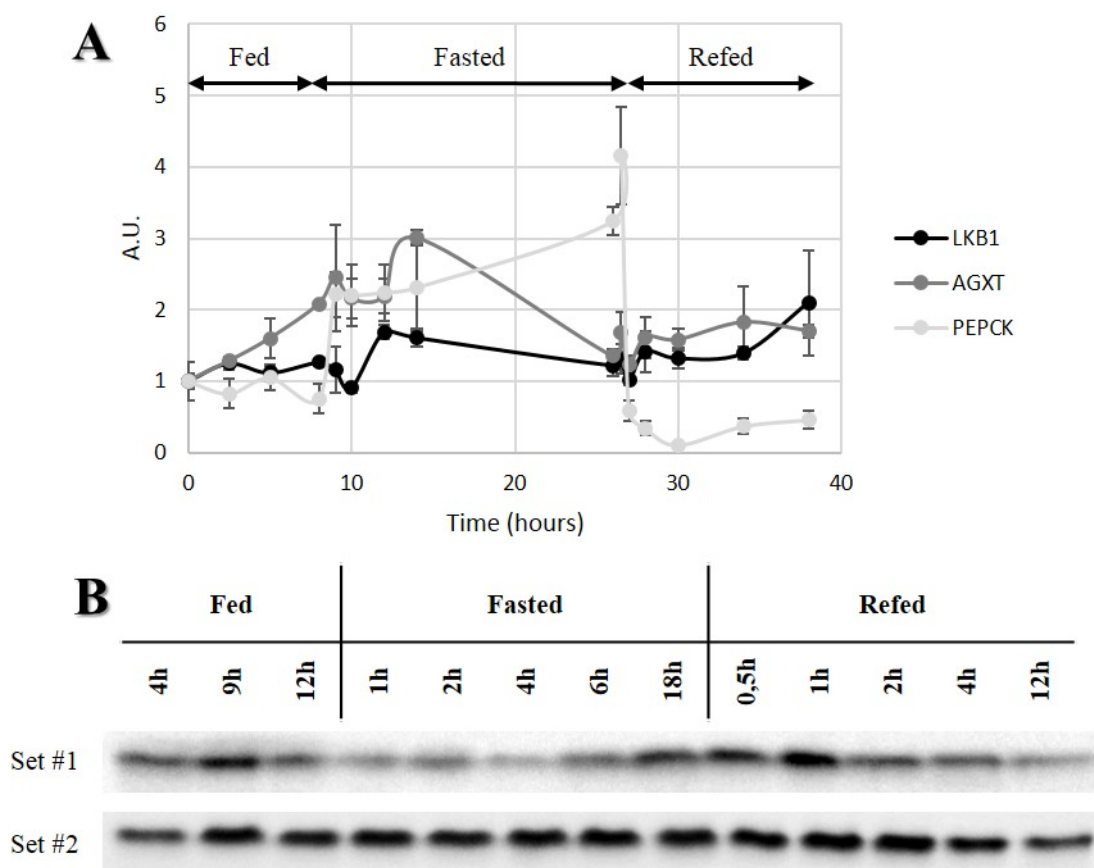 A
Fed Fasted Refed
6
5
4
3
2
1
0
A.U.
0 10 20 30 40
Time (hours)
LKB1
AGXT
PEPCK
B
Fed Fasted Refed
4h 9h 12h 1h 2h 4h 6h 18h 0,5h 1h 2h 4h 12h
Set #1
Set #2